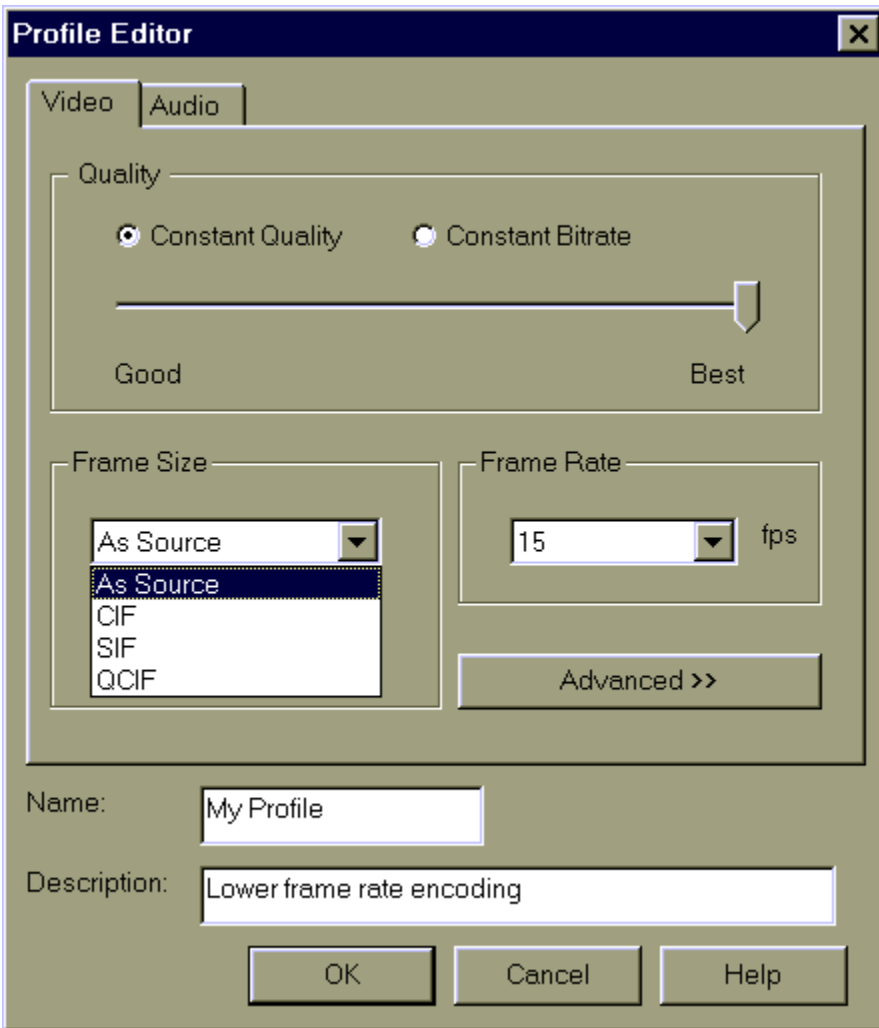 Profile Editor
Video Audio
Quality
Constant Quality Constant Bitrate
Good Best
Frame Size
As Source
As Source
CIF
SIF
QCIF
Frame Rate
15 fps
Advanced >>
Name: My Profile
Description: Lower frame rate encoding
OK Cancel Help